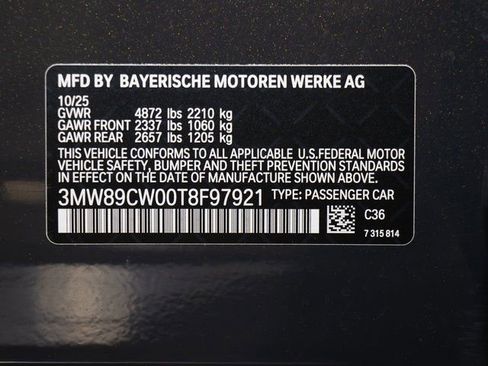 MFD BY BAYERISCHE MOTOREN WERKE AG
10/25
GVWR 4872 lbs 2210 kg
GAWR FRONT 2337 lbs 1060 kg
GAWR REAR 2657 lbs 1205 kg
THIS VEHICLE CONFORMS TO ALL APPLICABLE U.S.FEDERAL MOTOR
VEHICLE SAFETY, BUMPER AND THEFT PREVENTION STANDARDS
IN EFFECT ON THE DATE OF MANUFACTURE SHOWN ABOVE.
3MW89CW00T8F97921 TYPE: PASSENGER CAR
C36
7 315 814